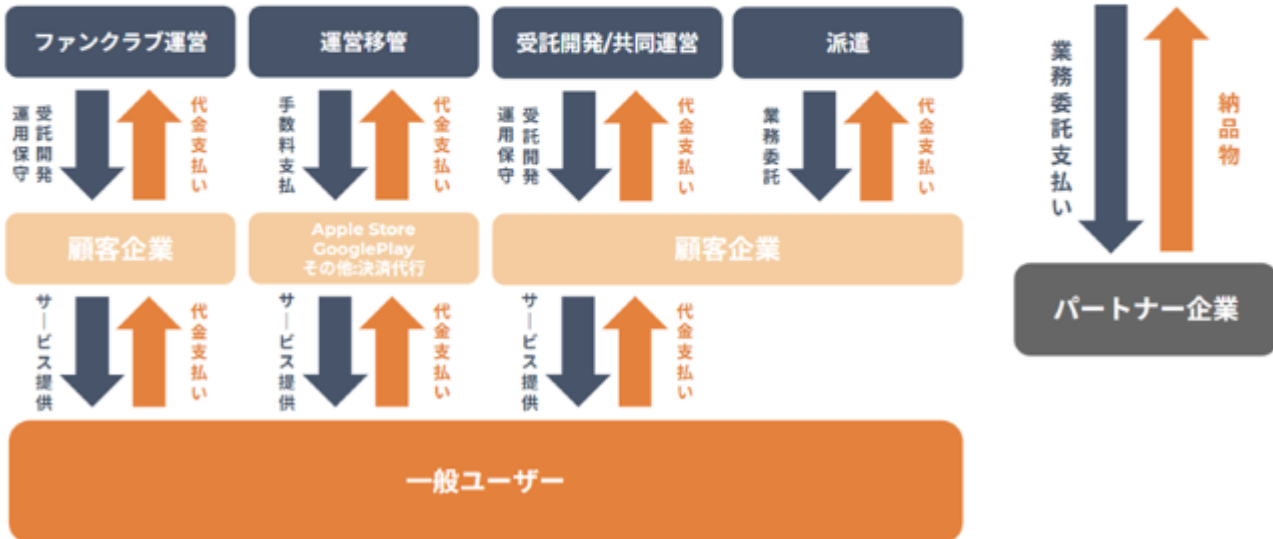 ファンクラブ運営
運営移管
受託開発/共同運営
派遣
受託開発
運用保守
代金支払い
手数料支払
代金支払い
受託開発
運用保守
代金支払い
業務委託
代金支払い
業務委託支払い
納品物
顧客企業
Apple Store
GooglePlay
その他:決済代行
顧客企業
パートナー企業
サービス提供
代金支払い
サービス提供
代金支払い
サービス提供
代金支払い
一般ユーザー